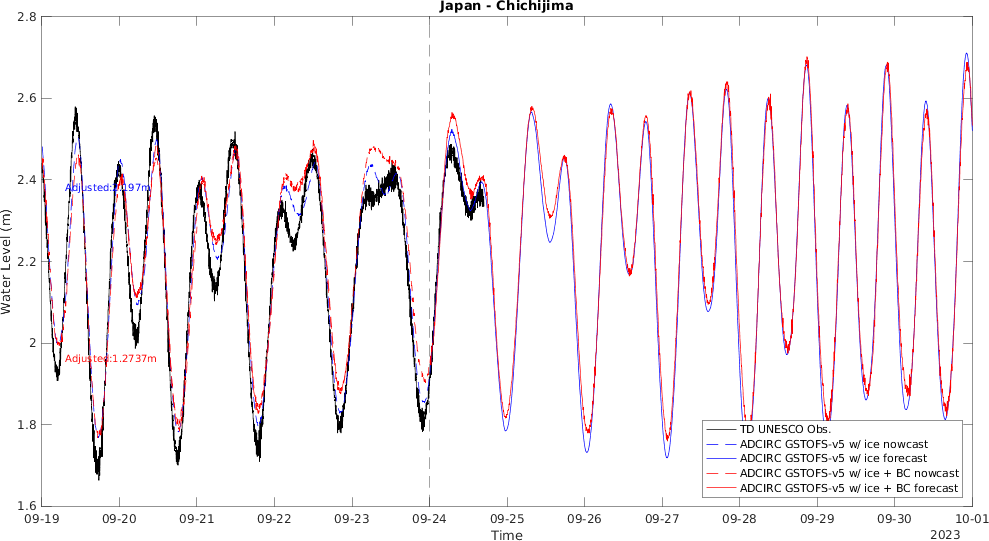 Japan - Chichijima
Water Level (m)
2.8
2.6
2.4
2.2
2
1.8
1.6
Adjusted:1.2737m
TD UNESCO Obs.
ADCIRC GSTOFS-v5 w/ ice nowcast
ADCIRC GSTOFS-v5 w/ ice forecast
ADCIRC GSTOFS-v5 w/ ice + BC nowcast
ADCIRC GSTOFS-v5 w/ ice + BC forecast
09-19 09-20 09-21 09-22 09-23 09-24 09-25 09-26 09-27 09-28 09-29 09-30 10-01
Time
2023